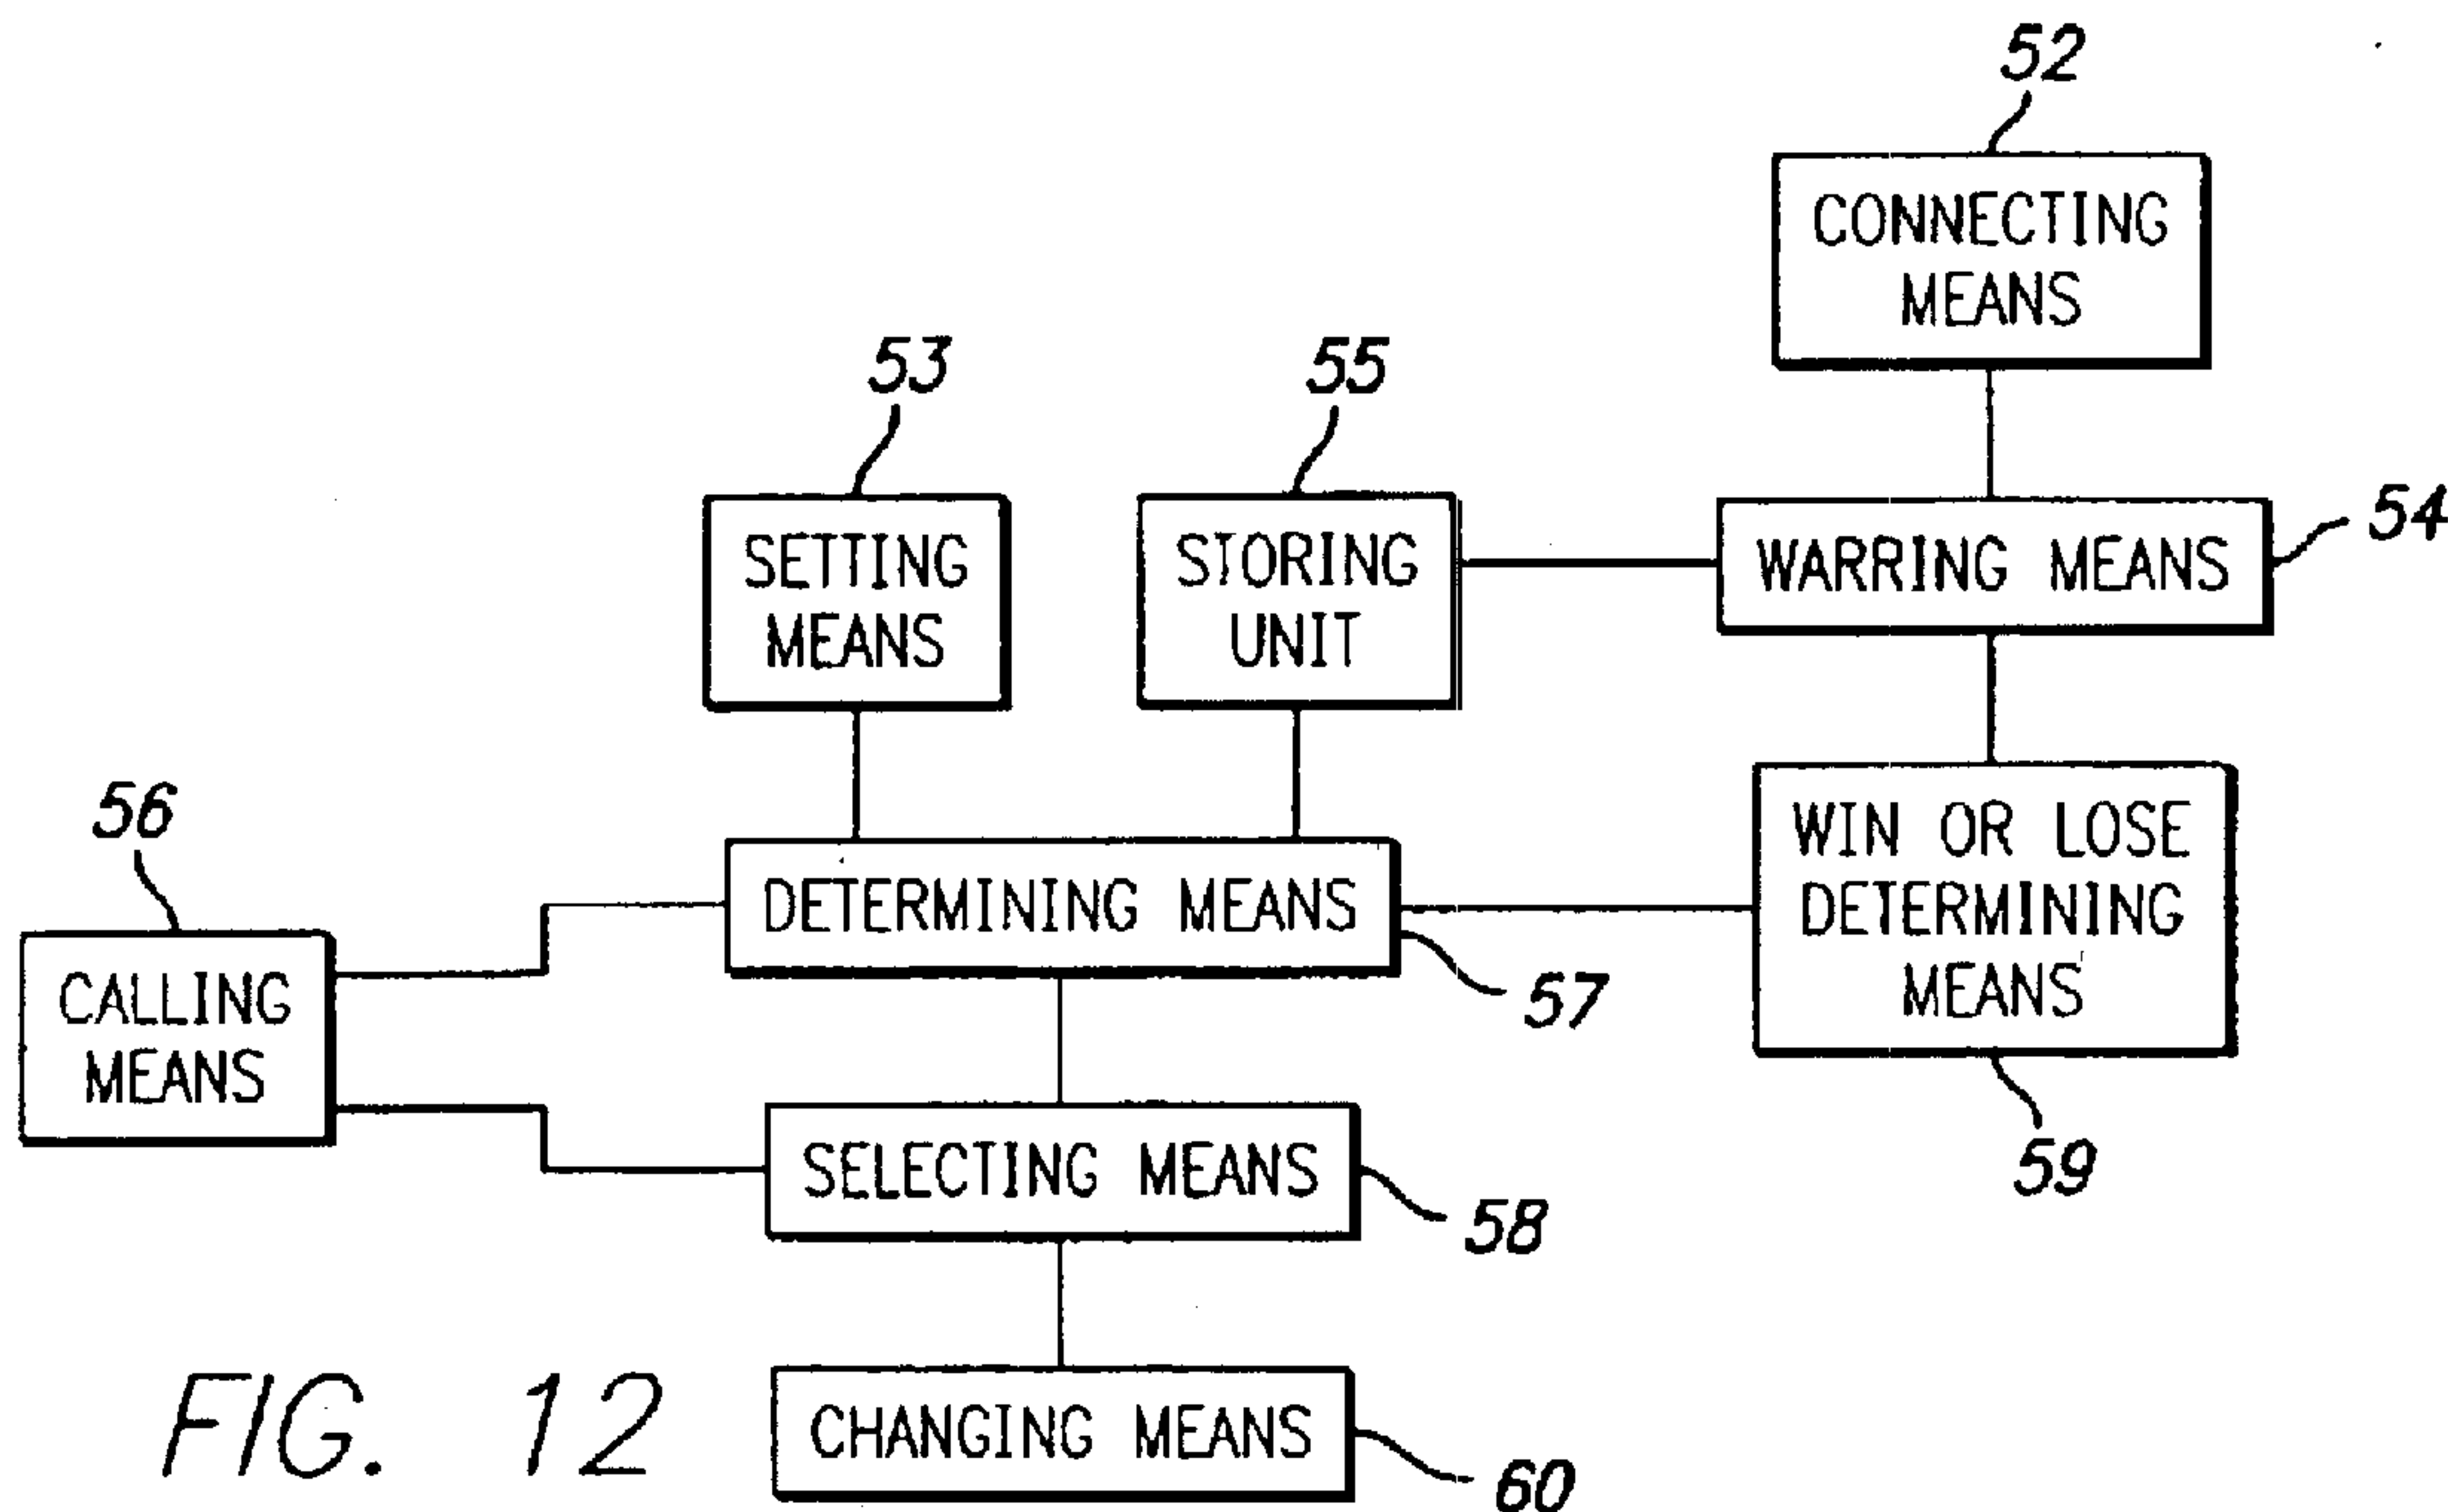 52
CONNECTING
MEANS
53
SETTING
MEANS
55
STORING
UNIT
WARRING MEANS
54
56
CALLING
MEANS
DETERMINING MEANS
57
WIN OR LOSE
DETERMINING
MEANS
59
SELECTING MEANS
58
CHANGING MEANS
60
FIG. 12